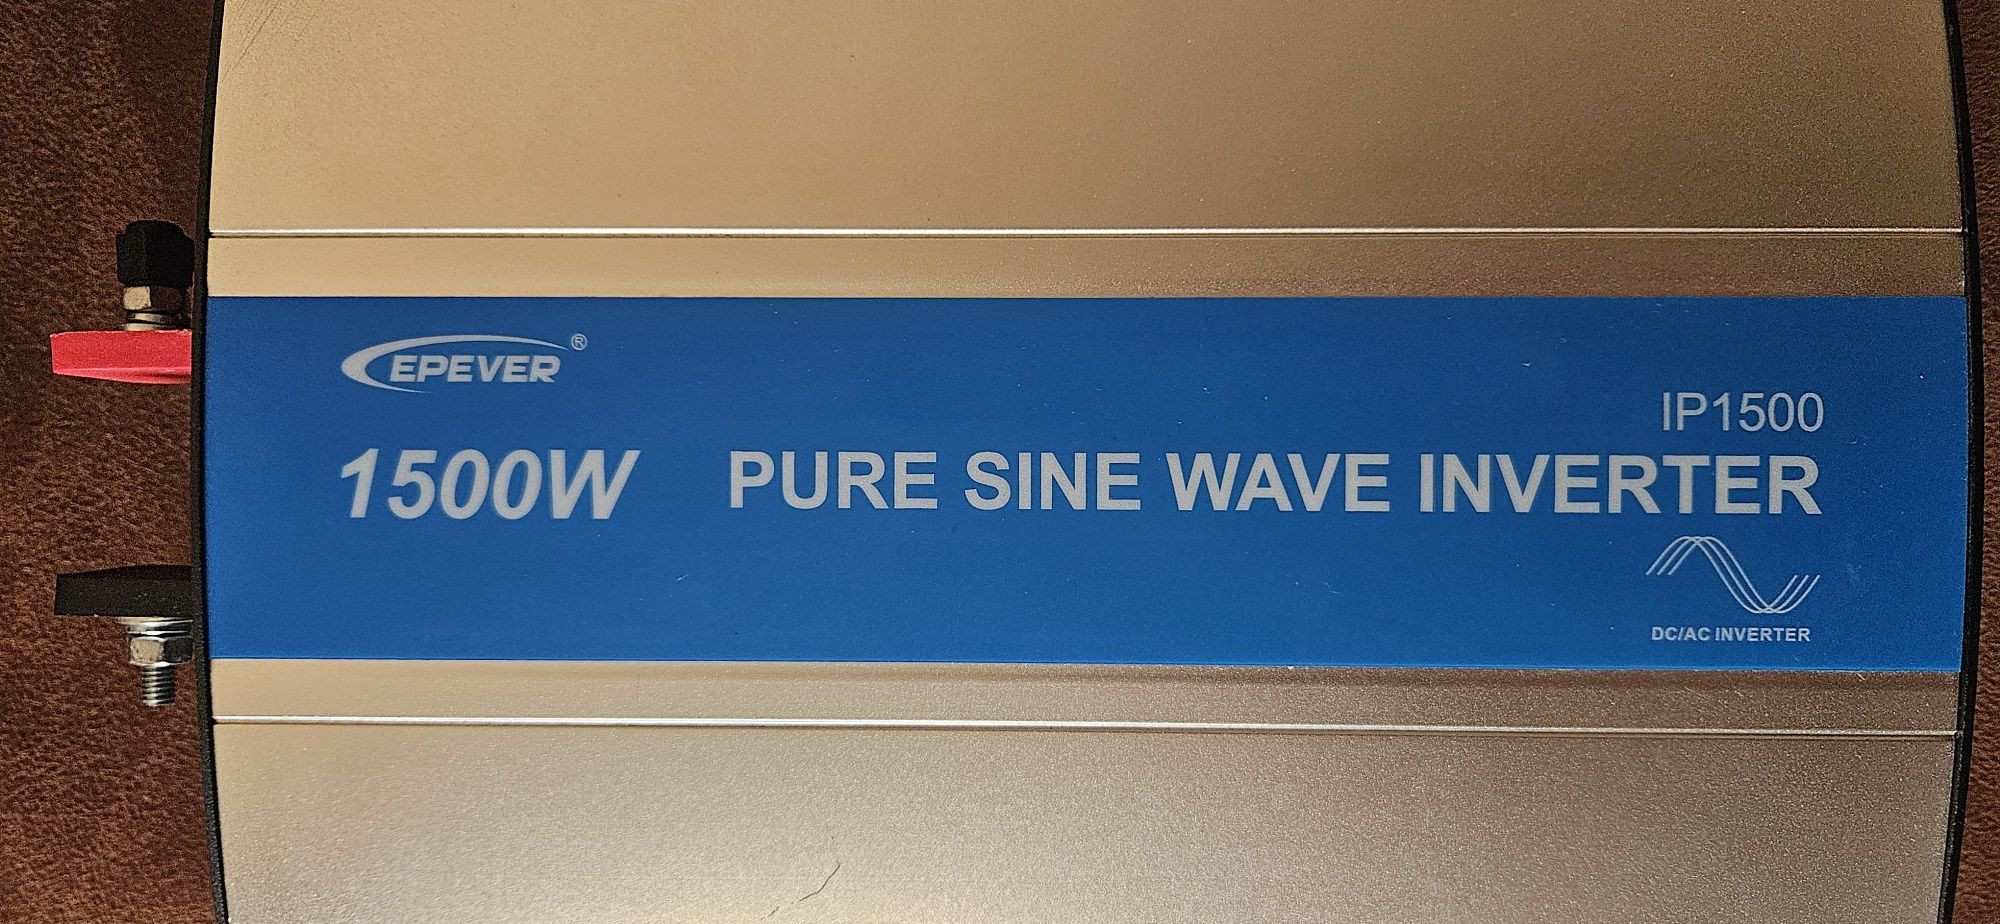 EPEVER®
IP1500
1500W PURE SINE WAVE INVERTER
DC/AC INVERTER